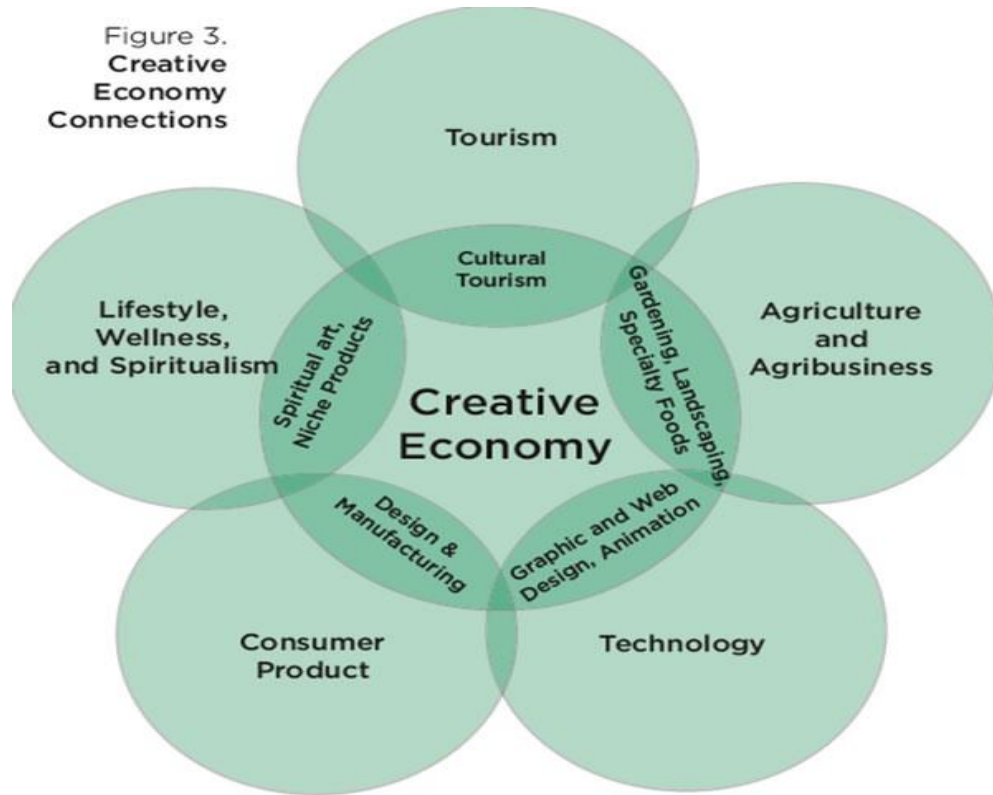 Figure 3.
Creative
Economy
Connections
Tourism
Cultural
Tourism
Lifestyle,
Wellness,
and Spiritualism
Spiritual art,
Niche Products
Gardening, Landscaping,
Specialty Foods
Agriculture
and
Agribusiness
Creative
Economy
Design &
Manufacturing
Graphic and Web
Design, Animation
Consumer
Product
Technology